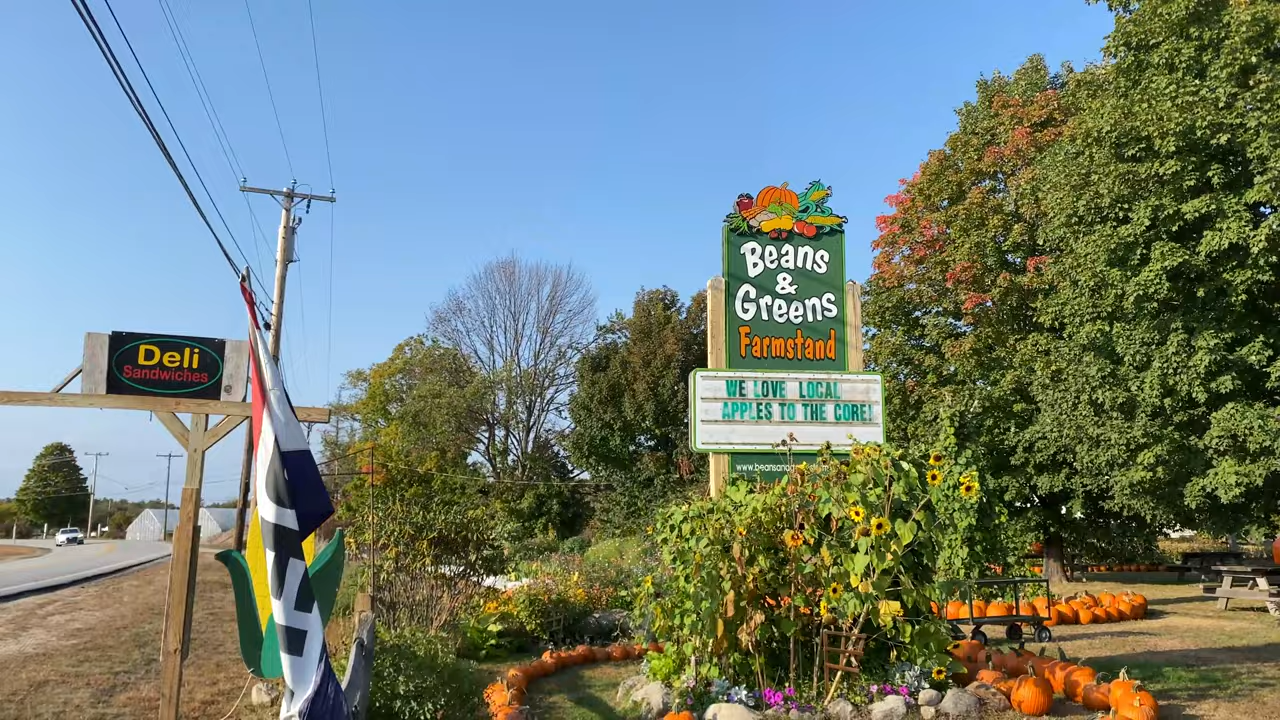 Deli
Sandwiches
Beans
&
Greens
Farmstand
WE LOVE LOCAL
APPLES TO THE CORE!